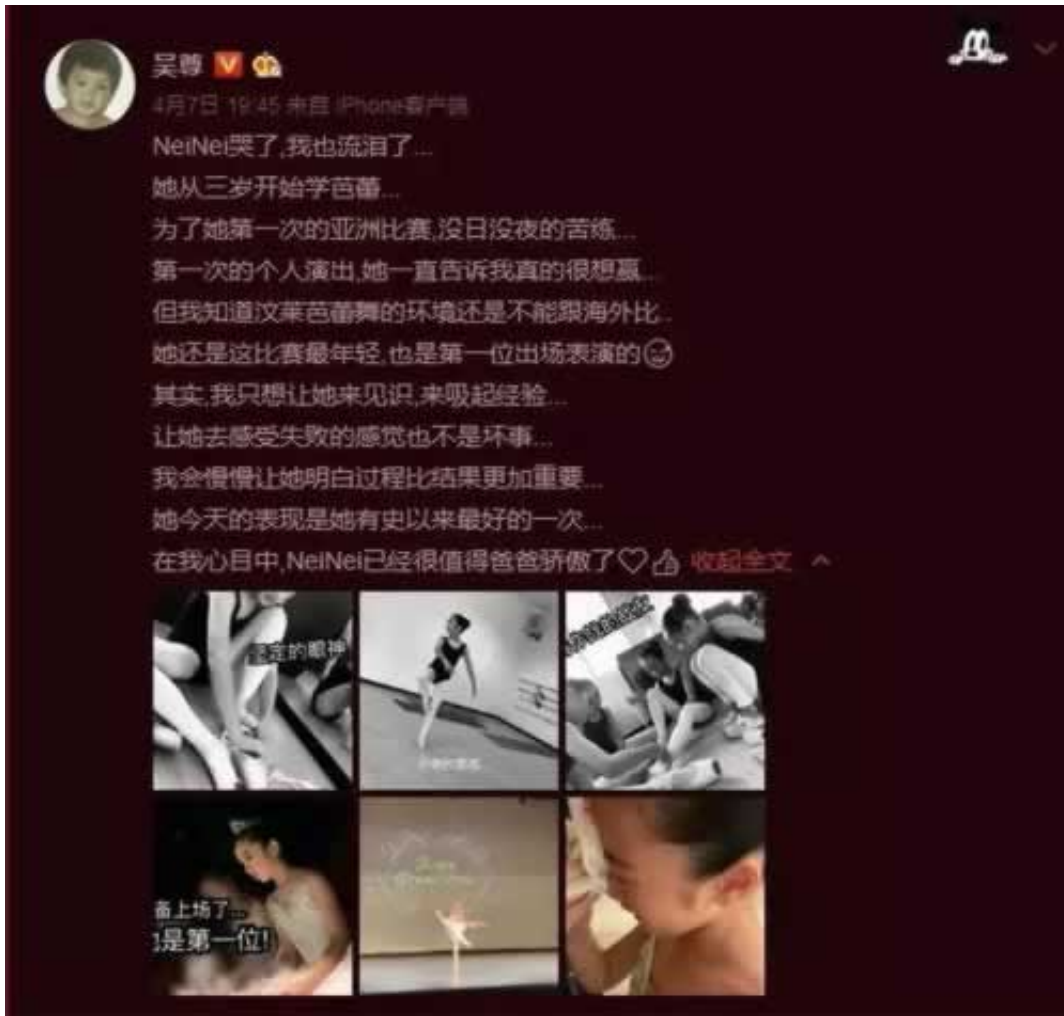 吴尊
4月7日 19:45 来自 iPhone客户端
NeiNei哭了,我也流泪了...
她从三岁开始学芭蕾...
为了她第一次的亚洲比赛,没日没夜的苦练...
第一次的个人演出,她一直告诉我真的很想赢...
但我知道汶莱芭蕾舞的环境还是不能跟海外比..
她还是这比赛最年轻,也是第一位出场表演的
其实,我只想让她来见识,来吸起经验...
让她去感受失败的感觉也不是坏事...
我会慢慢让她明白过程比结果更加重要...
她今天的表现是她有史以来最好的一次...
在我心目中,NeiNei已经很值得爸爸骄傲了♡ 收起全文
定的眼神
备上场了...
是第一位!